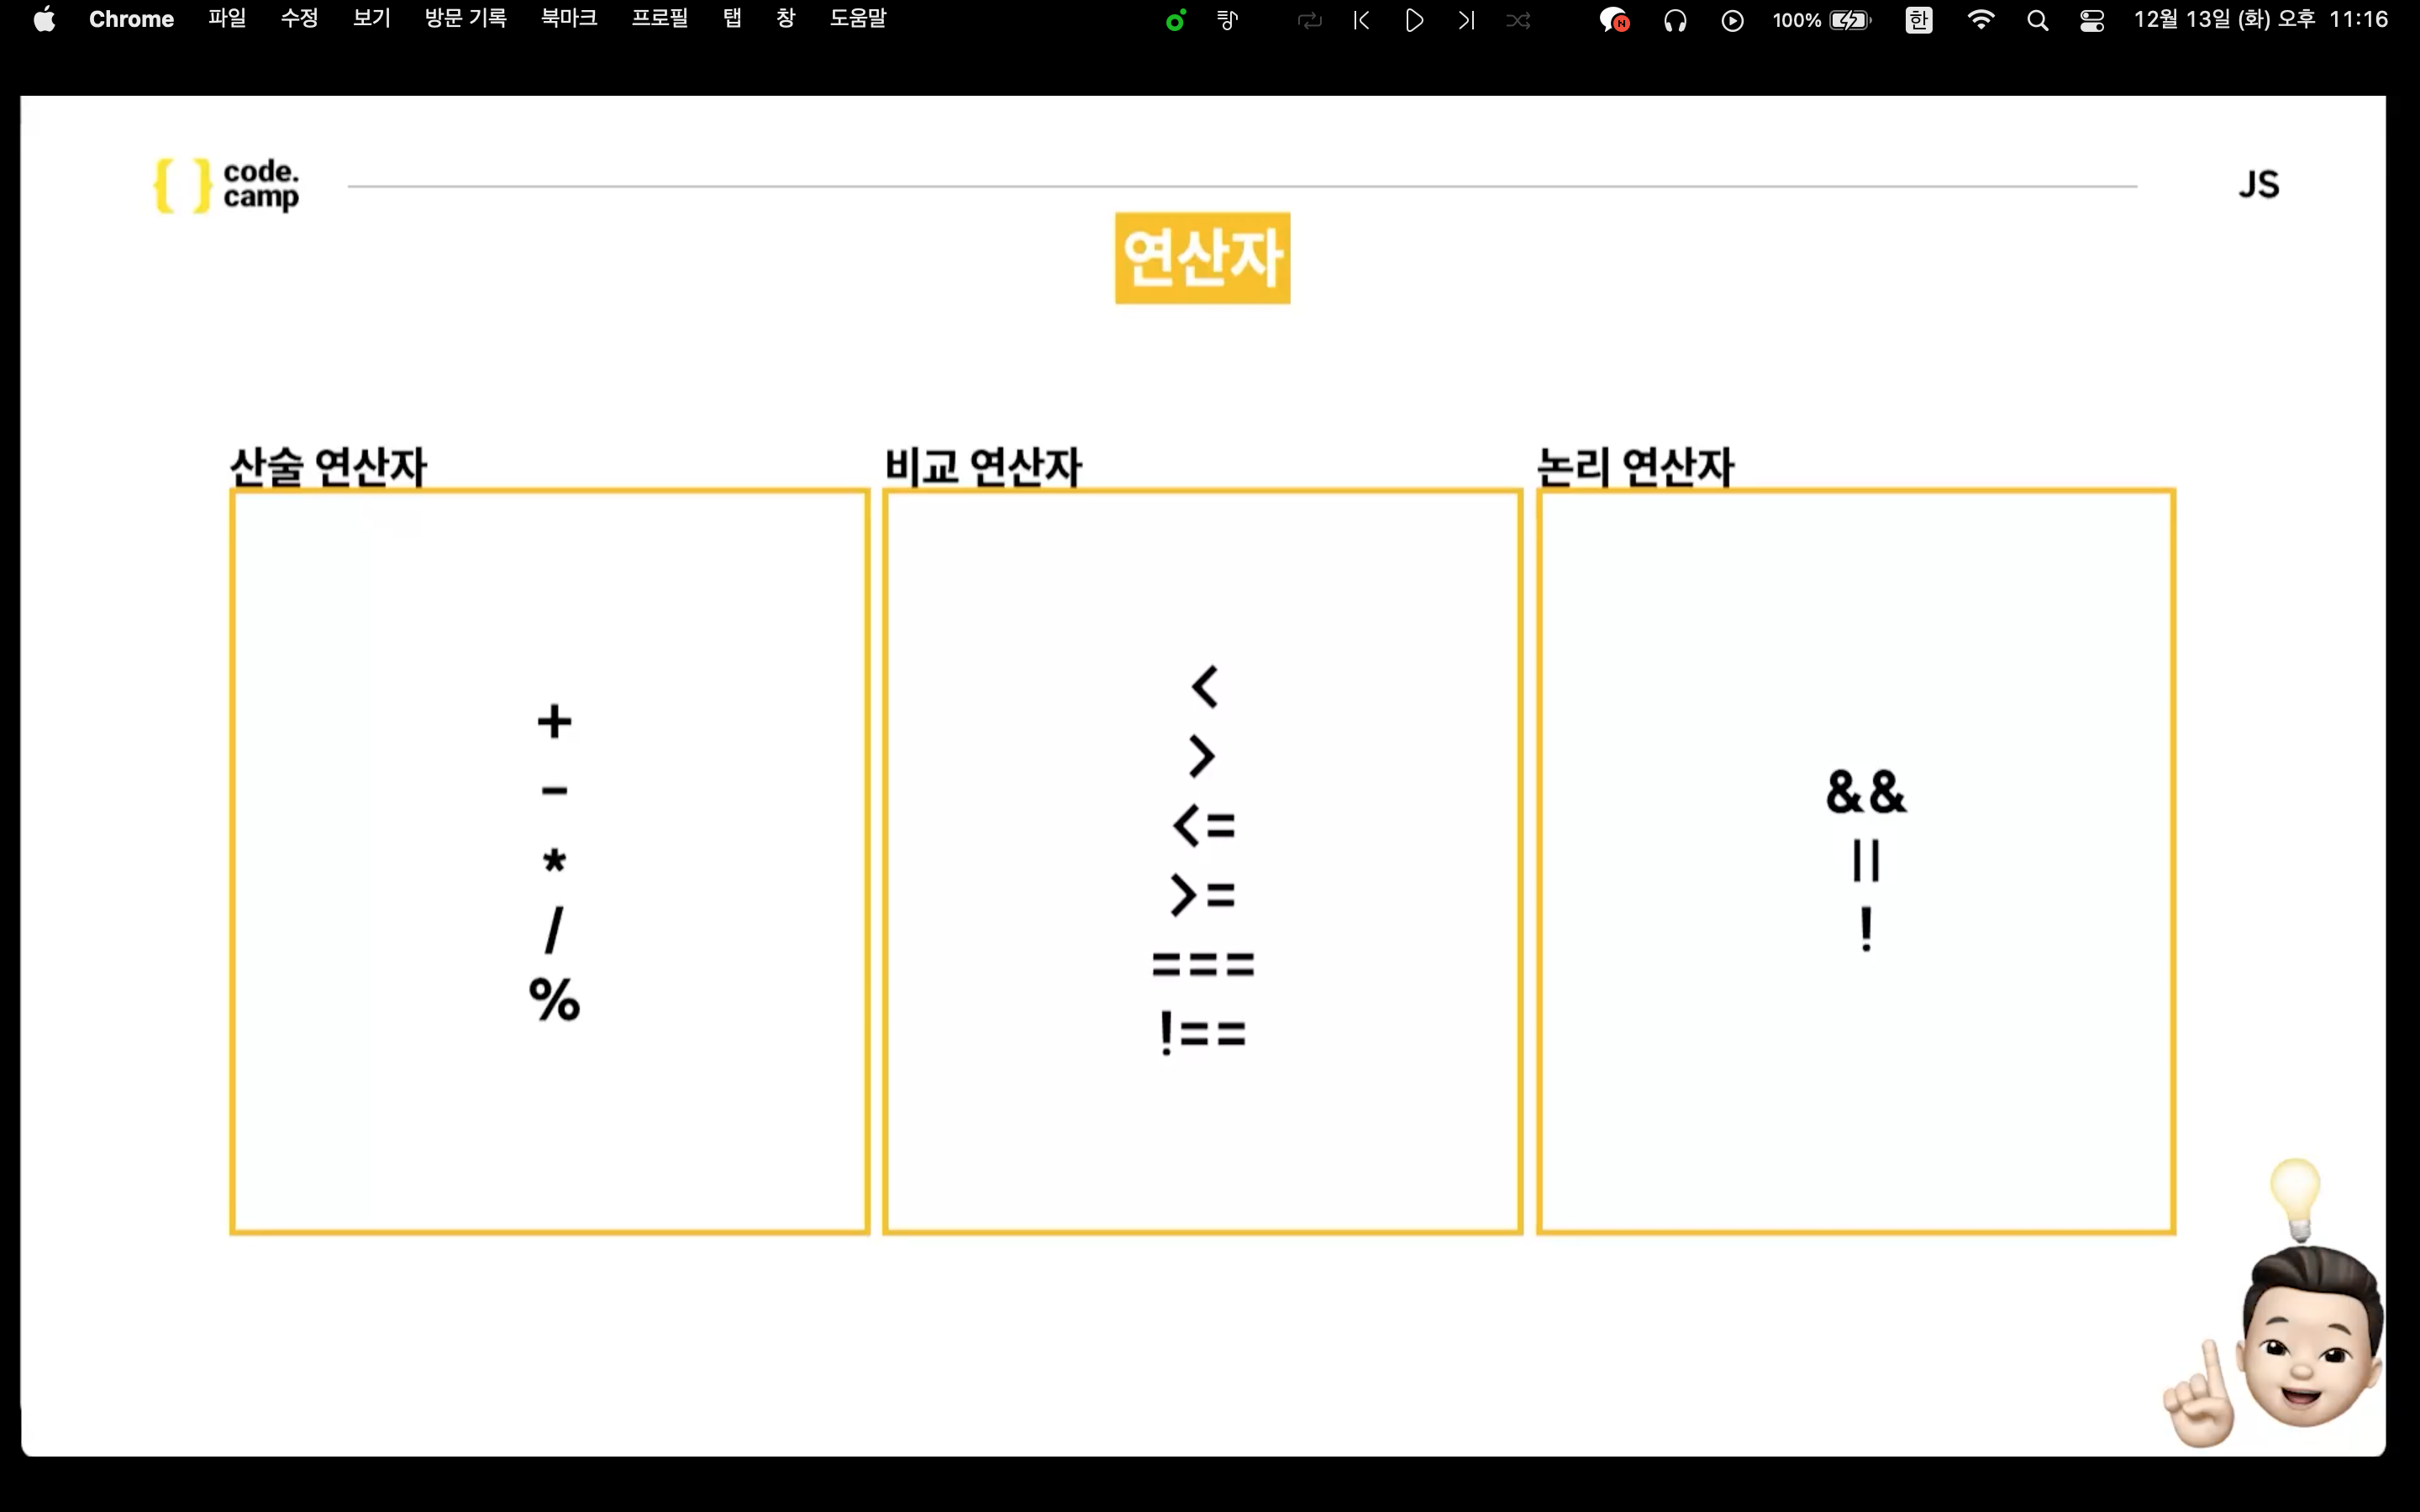 Chrome 파일 수정 보기 방문 기록 북마크 프로필 탭 창 도움말 N 100% 한 12월 13일 (화) 오후 11:16
{ } code.
camp
JS
연산자
산술 연산자
+
-
*
/
%
비교 연산자
<
>
<=
>=
===
!==
논리 연산자
&&
||
!